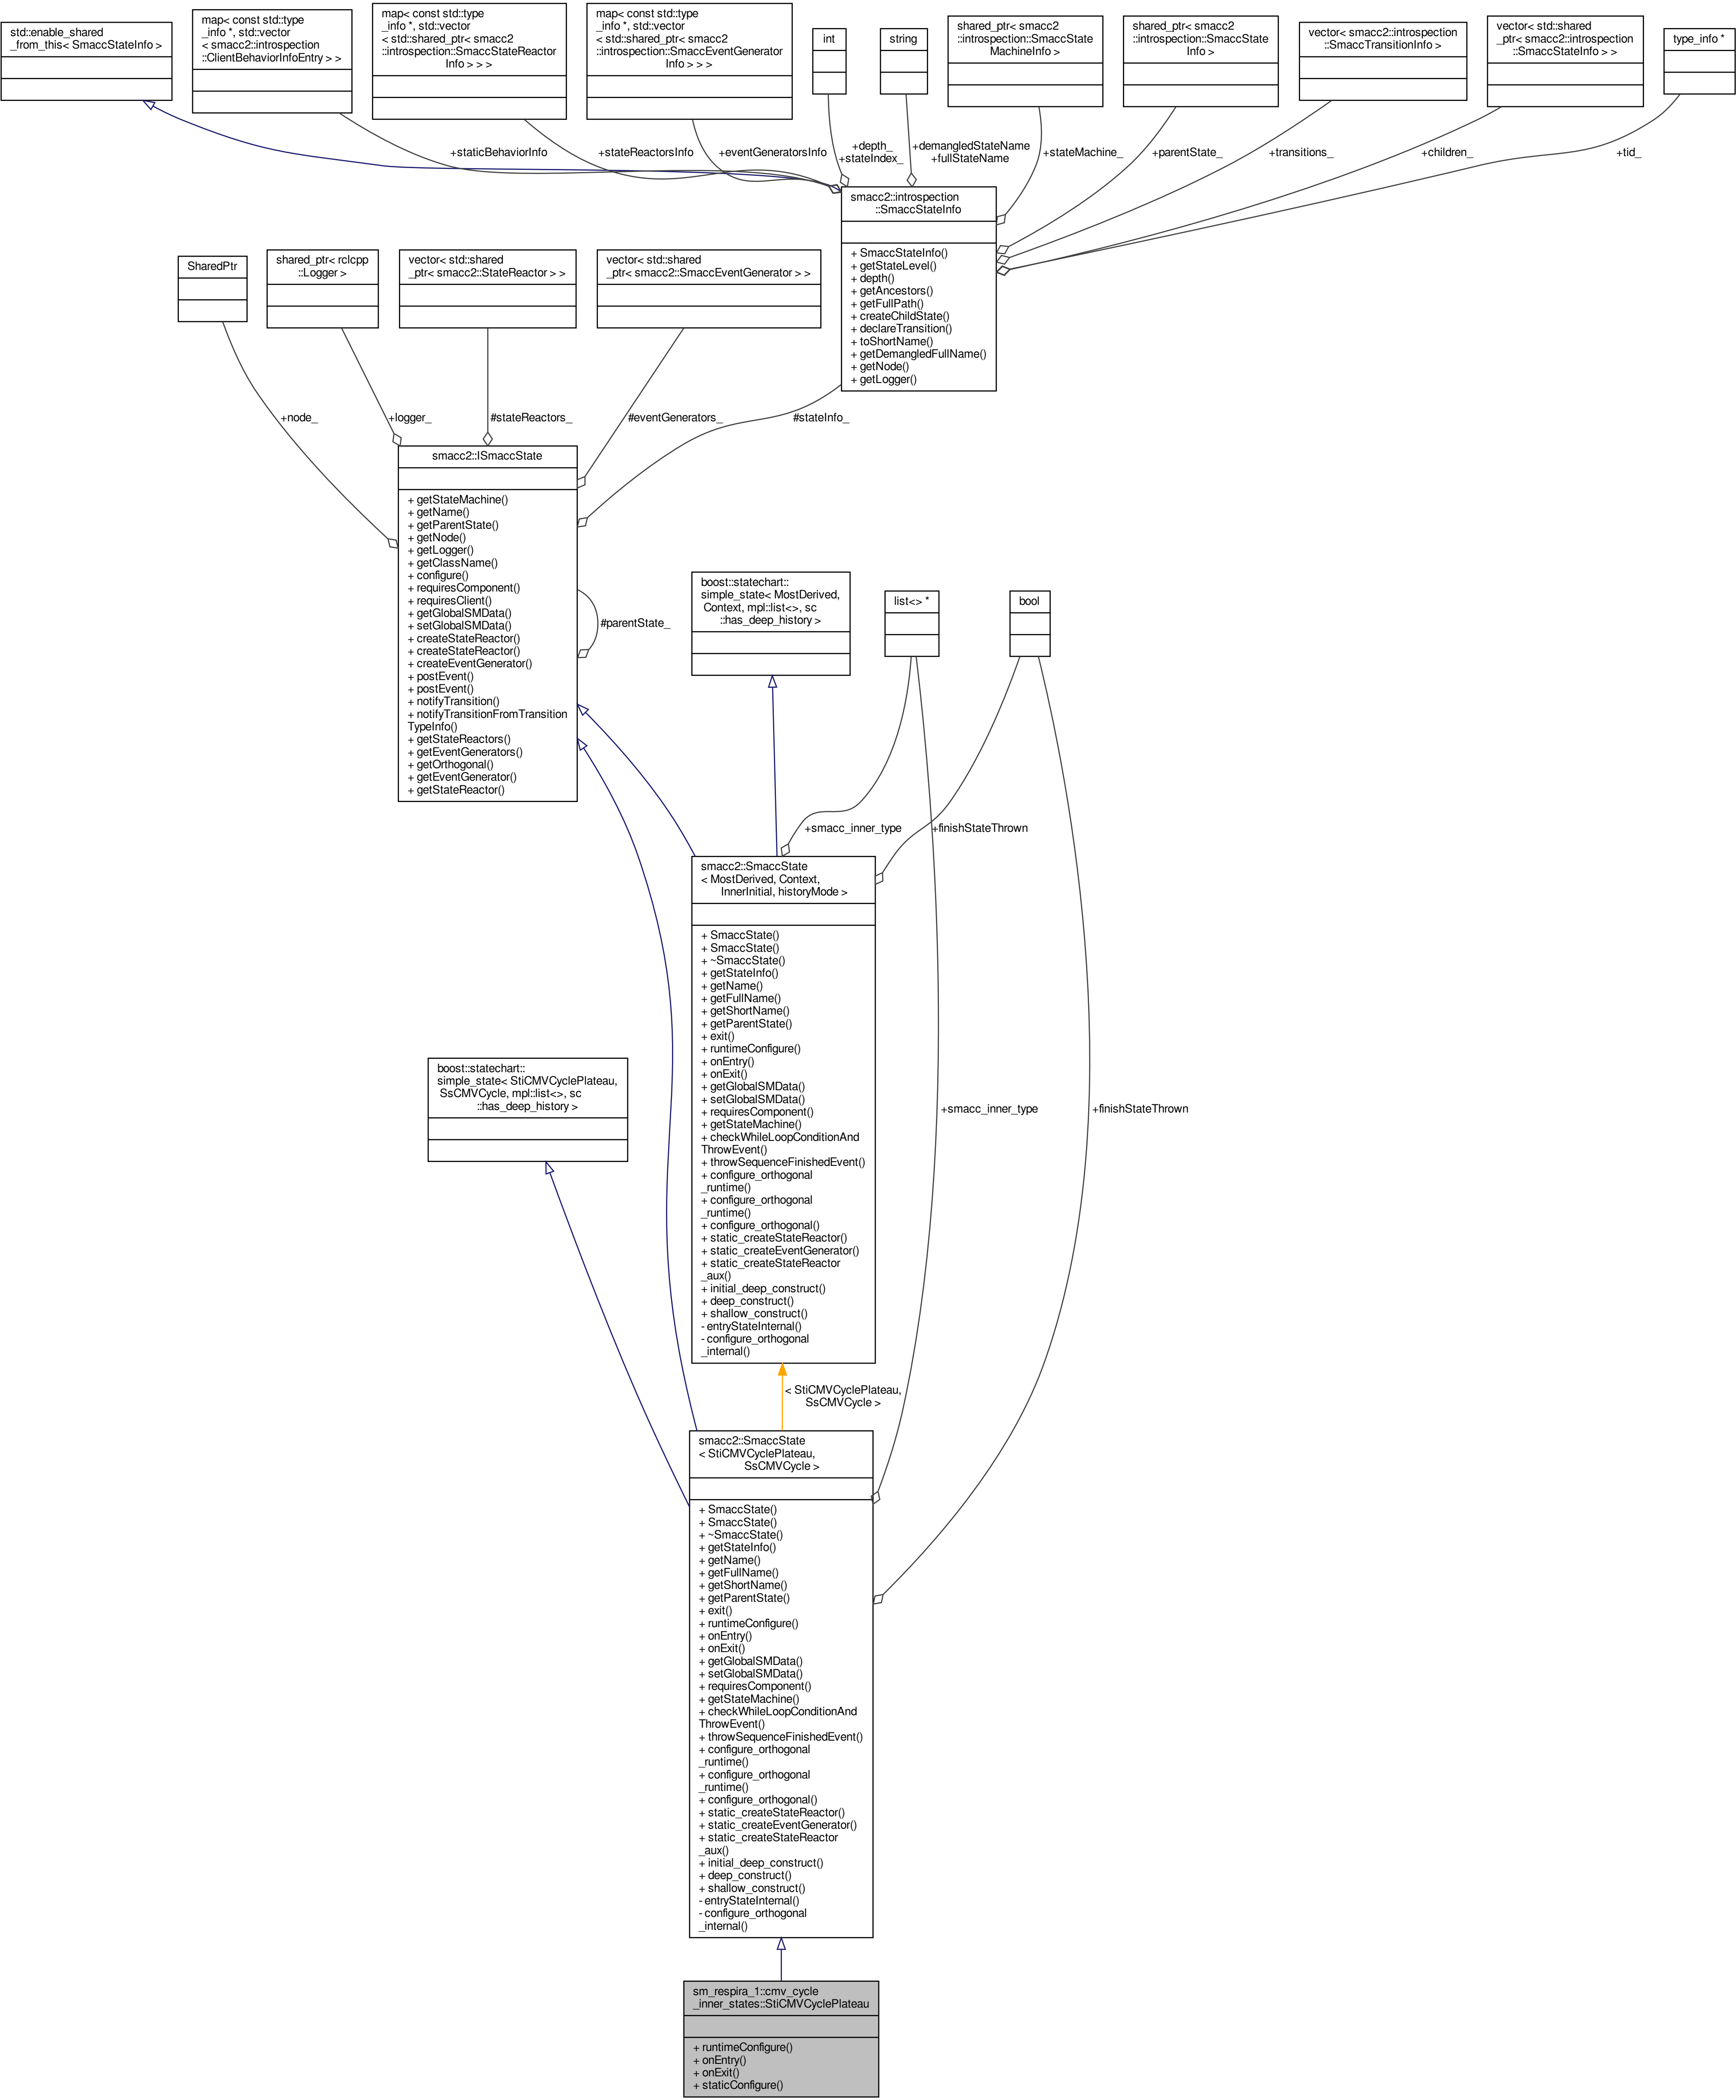 std::enable_shared
_from_this< SmaccStateInfo >
map< const std::type
_info *, std::vector
< smacc2::introspection
::ClientBehaviorInfoEntry > >
map< const std::type
_info *, std::vector
< std::shared_ptr< smacc2
::introspection::SmaccStateReactor
Info > > >
map< const std::type
_info *, std::vector
< std::shared_ptr< smacc2
::introspection::SmaccEventGenerator
Info > > >
int
string
shared_ptr< smacc2
::introspection::SmaccState
MachineInfo >
shared_ptr< smacc2
::introspection::SmaccState
Info >
vector< smacc2::introspection
::SmaccTransitionInfo >
vector< std::shared
_ptr< smacc2::introspection
::SmaccStateInfo > >
type_info *
+staticBehaviorInfo
+stateReactorsInfo
+eventGeneratorsInfo
+depth_
+stateIndex_
+demangledStateName
+fullStateName
+stateMachine_
+parentState_
+transitions_
+children_
+tid_
smacc2::introspection
::SmaccStateInfo
+ SmaccStateInfo()
+ getStateLevel()
+ depth()
+ getAncestors()
+ getFullPath()
+ createChildState()
+ declareTransition()
+ toShortName()
+ getDemangledFullName()
+ getNode()
+ getLogger()
SharedPtr
shared_ptr< rclcpp
::Logger >
vector< std::shared
_ptr< smacc2::StateReactor > >
vector< std::shared
_ptr< smacc2::SmaccEventGenerator > >
+node_
+logger_
#stateReactors_
#eventGenerators_
#stateInfo_
smacc2::ISmaccState
+ getStateMachine()
+ getName()
+ getParentState()
+ getNode()
+ getLogger()
+ getClassName()
+ configure()
+ requiresComponent()
+ requiresClient()
+ getGlobalSMData()
+ setGlobalSMData()
+ createStateReactor()
+ createStateReactor()
+ createEventGenerator()
+ postEvent()
+ postEvent()
+ notifyTransition()
+ notifyTransitionFromTransition
TypeInfo()
+ getStateReactors()
+ getEventGenerators()
+ getOrthogonal()
+ getEventGenerator()
+ getStateReactor()
#parentState_
boost::statechart::
simple_state< MostDerived,
Context, mpl::list<>, sc
::has_deep_history >
list<> *
bool
+smacc_inner_type
+finishStateThrown
smacc2::SmaccState
< MostDerived, Context,
InnerInitial, historyMode >
+ SmaccState()
+ SmaccState()
+ ~SmaccState()
+ getStateInfo()
+ getName()
+ getFullName()
+ getShortName()
+ getParentState()
+ exit()
+ runtimeConfigure()
+ onEntry()
+ onExit()
+ getGlobalSMData()
+ setGlobalSMData()
+ requiresComponent()
+ getStateMachine()
+ checkWhileLoopConditionAnd
ThrowEvent()
+ throwSequenceFinishedEvent()
+ configure_orthogonal
_runtime()
+ configure_orthogonal
_runtime()
+ configure_orthogonal()
+ static_createStateReactor()
+ static_createEventGenerator()
+ static_createStateReactor
_aux()
+ initial_deep_construct()
+ deep_construct()
+ shallow_construct()
- entryStateInternal()
- configure_orthogonal
_internal()
boost::statechart::
simple_state< StiCMVCyclePlateau,
SsCMVCycle, mpl::list<>, sc
::has_deep_history >
+smacc_inner_type
+finishStateThrown
< StiCMVCyclePlateau,
SsCMVCycle >
smacc2::SmaccState
< StiCMVCyclePlateau,
SsCMVCycle >
+ SmaccState()
+ SmaccState()
+ ~SmaccState()
+ getStateInfo()
+ getName()
+ getFullName()
+ getShortName()
+ getParentState()
+ exit()
+ runtimeConfigure()
+ onEntry()
+ onExit()
+ getGlobalSMData()
+ setGlobalSMData()
+ requiresComponent()
+ getStateMachine()
+ checkWhileLoopConditionAnd
ThrowEvent()
+ throwSequenceFinishedEvent()
+ configure_orthogonal
_runtime()
+ configure_orthogonal
_runtime()
+ configure_orthogonal()
+ static_createStateReactor()
+ static_createEventGenerator()
+ static_createStateReactor
_aux()
+ initial_deep_construct()
+ deep_construct()
+ shallow_construct()
- entryStateInternal()
- configure_orthogonal
_internal()
sm_respira_1::cmv_cycle
_inner_states::StiCMVCyclePlateau
+ runtimeConfigure()
+ onEntry()
+ onExit()
+ staticConfigure()